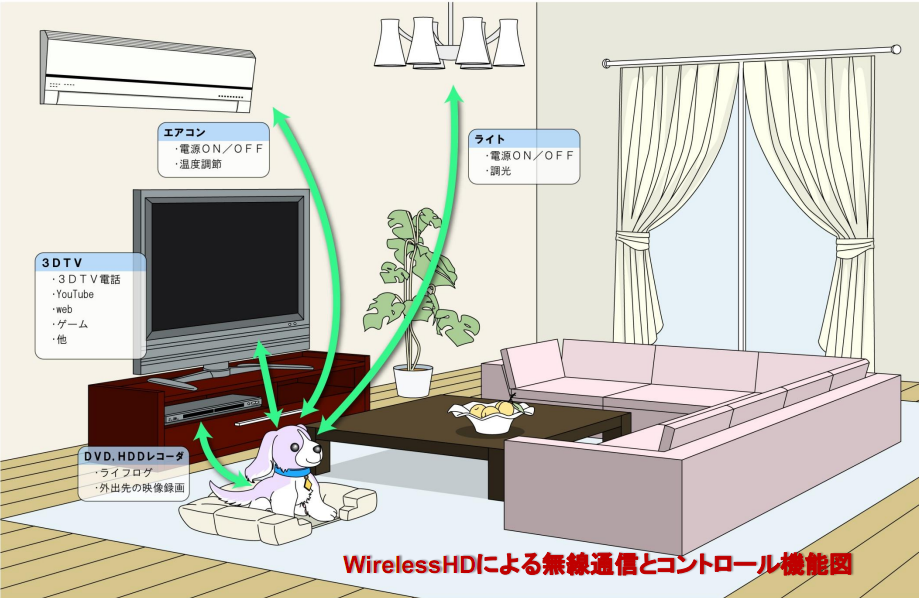 エアコン
・電源ON／OFF
・温度調節
ライト
・電源ON／OFF
・調光
3DTV
・3DTV電話
・YouTube
・web
・ゲーム
・他
DVD,HDDレコーダ
・ライフログ
・外出先の映像録画
WirelessHDによる無線通信とコントロール機能図